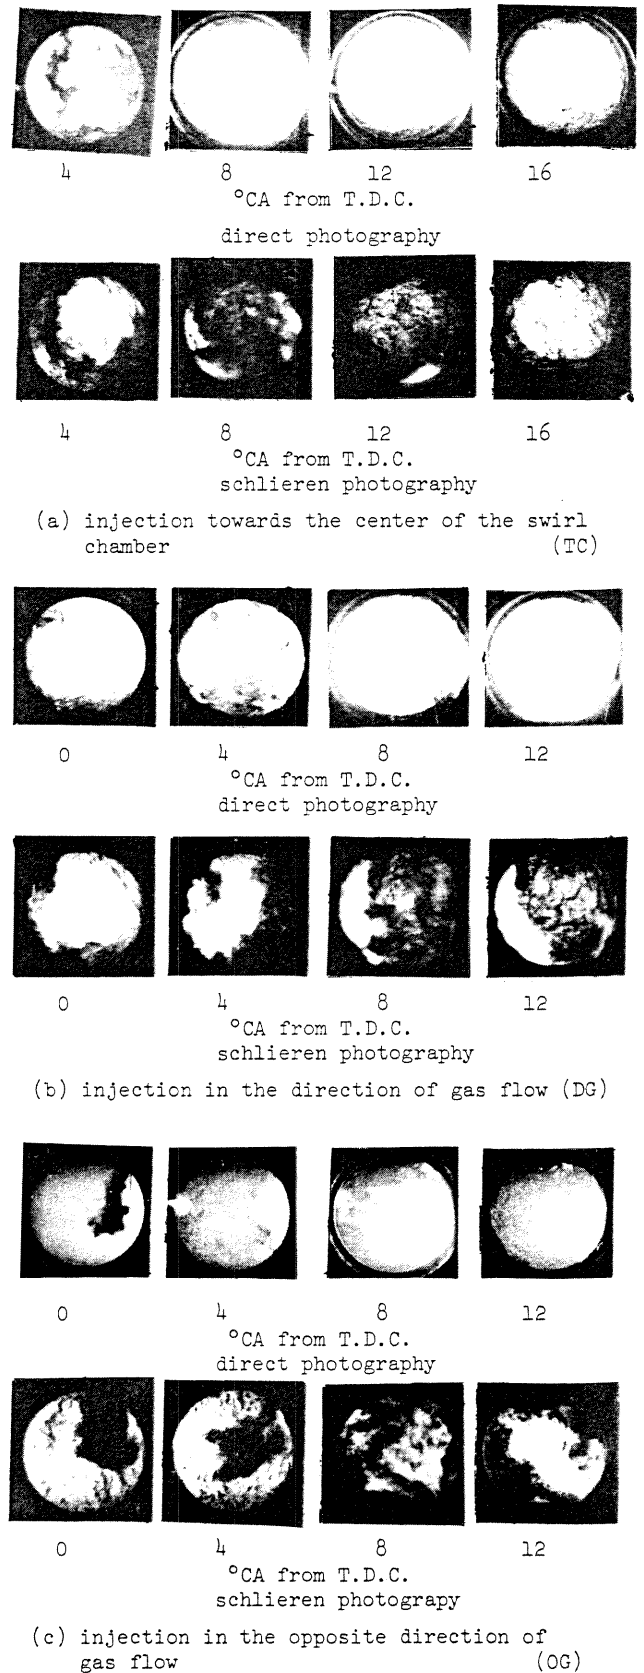 4 8 12 16
°CA from T.D.C.
direct photography
4 8 12 16
°CA from T.D.C.
schlieren photography
(a) injection towards the center of the swirl
chamber (TC)
0 4 8 12
°CA from T.D.C.
direct photography
0 4 8 12
°CA from T.D.C.
schlieren photography
(b) injection in the direction of gas flow (DG)
0 4 8 12
°CA from T.D.C.
direct photography
0 4 8 12
°CA from T.D.C.
schlieren photograpy
(c) injection in the opposite direction of
gas flow (OG)